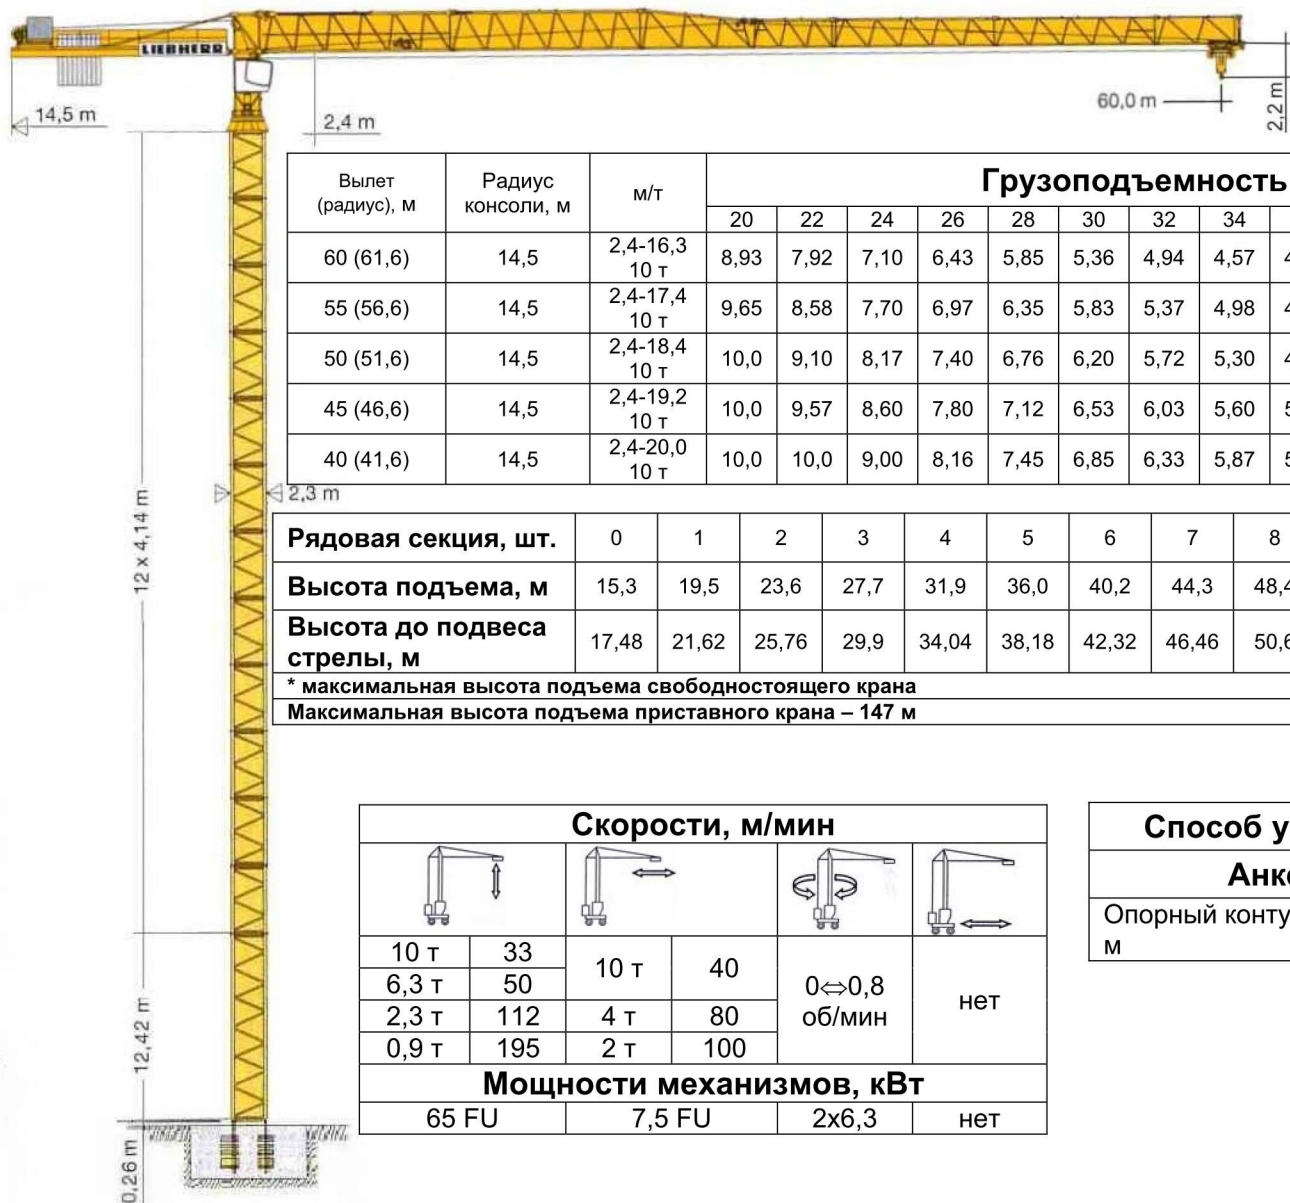 LIEBHERR
14,5 m
2,4 m
60,0 m
2,2 m
Вылет (радиус), м Радиус консоли, м м/т Грузоподъемность
20 22 24 26 28 30 32 34
60 (61,6) 14,5 2,4-16,3 10 т 8,93 7,92 7,10 6,43 5,85 5,36 4,94 4,57
55 (56,6) 14,5 2,4-17,4 10 т 9,65 8,58 7,70 6,97 6,35 5,83 5,37 4,98
50 (51,6) 14,5 2,4-18,4 10 т 10,0 9,10 8,17 7,40 6,76 6,20 5,72 5,30
45 (46,6) 14,5 2,4-19,2 10 т 10,0 9,57 8,60 7,80 7,12 6,53 6,03 5,60
40 (41,6) 14,5 2,4-20,0 10 т 10,0 10,0 9,00 8,16 7,45 6,85 6,33 5,87
2,3 m
12 x 4,14 m
Рядовая секция, шт. 0 1 2 3 4 5 6 7 8
Высота подъема, м 15,3 19,5 23,6 27,7 31,9 36,0 40,2 44,3 48,4
Высота до подвеса стрелы, м 17,48 21,62 25,76 29,9 34,04 38,18 42,32 46,46 50,6
* максимальная высота подъема свободностоящего крана
Максимальная высота подъема приставного крана – 147 м
Скорости, м/мин
10 т 33 10 т 40 0⇔0,8 об/мин нет
6,3 т 50
2,3 т 112 4 т 80
0,9 т 195 2 т 100
Мощности механизмов, кВт
65 FU 7,5 FU 2x6,3 нет
Способ у
Анк
Опорный конту
м
12,42 m
0,26 m